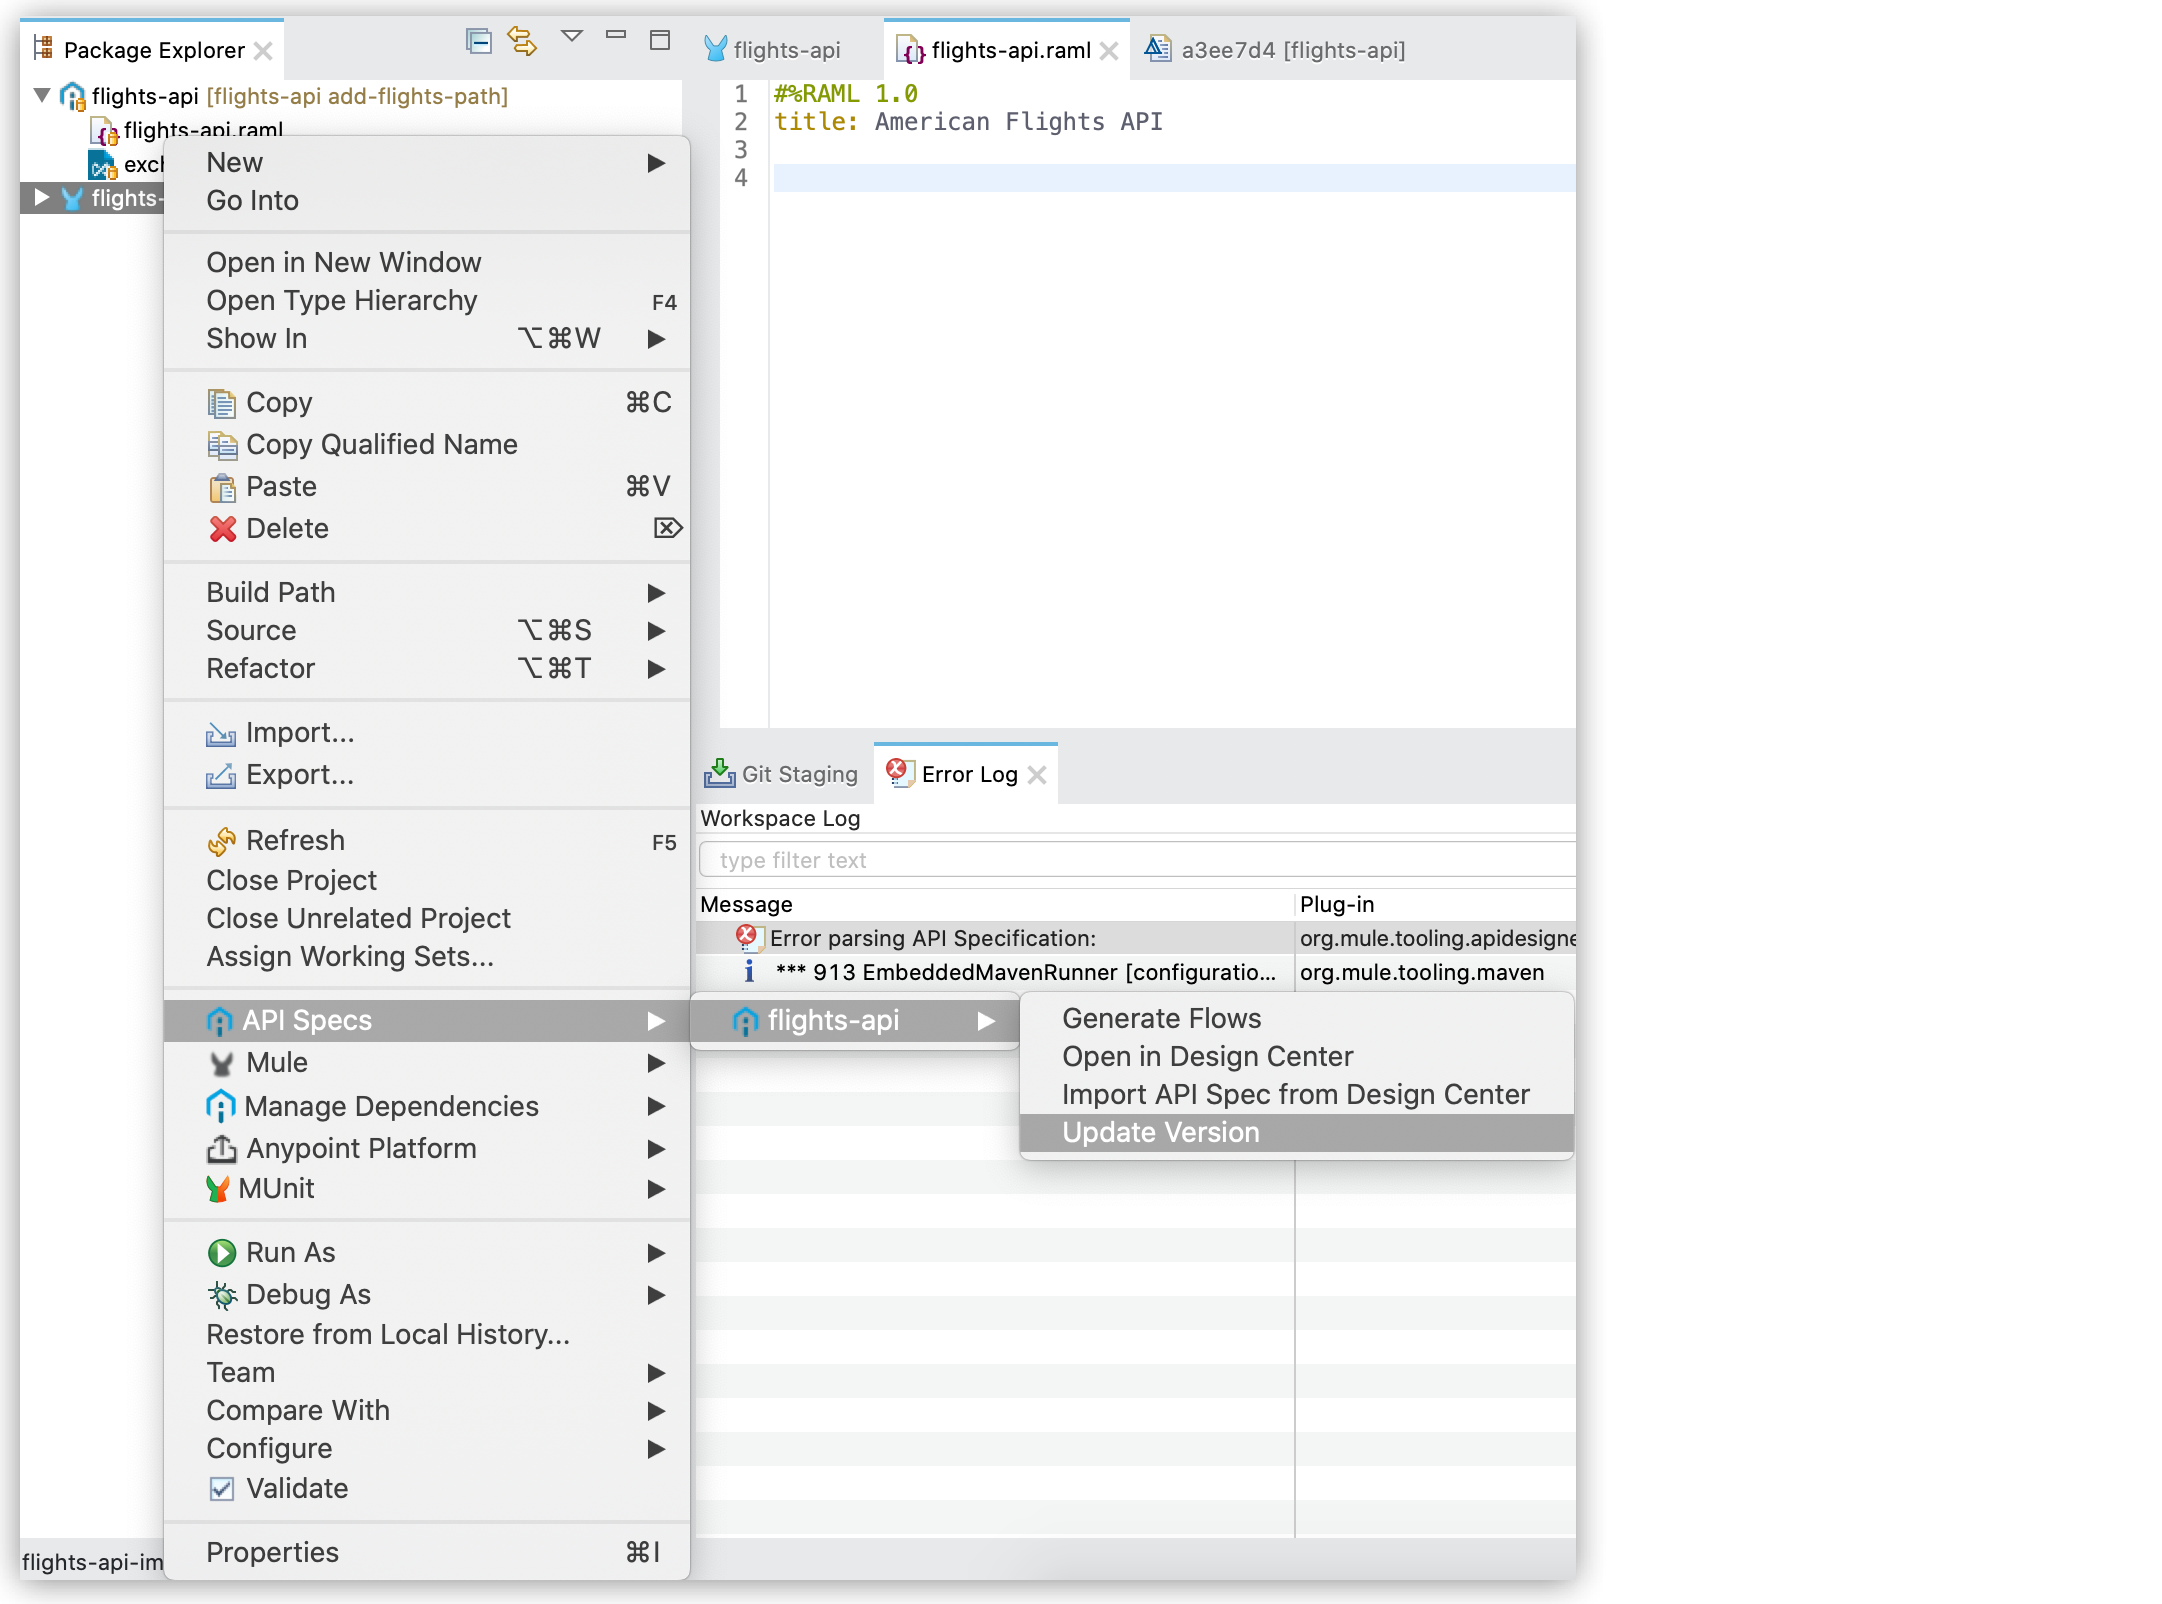 Package Explorer
flights-api
flights-api.raml
a3ee7d4 [flights-api]
flights-api [flights-api add-flights-path]
flights-api.raml
exch
flights-
1 #%RAML 1.0
2 title: American Flights API
3
4
New
Go Into
Open in New Window
Open Type Hierarchy F4
Show In ⌥⌘W
Copy ⌘C
Copy Qualified Name
Paste ⌘V
Delete ⌦
Build Path
Source ⌥⌘S
Refactor ⌥⌘T
Import...
Export...
Refresh F5
Close Project
Close Unrelated Project
Assign Working Sets...
API Specs
Mule
Manage Dependencies
Anypoint Platform
MUnit
Run As
Debug As
Restore from Local History...
Team
Compare With
Configure
Validate
Properties ⌘I
flights-api
Generate Flows
Open in Design Center
Import API Spec from Design Center
Update Version
Git Staging
Error Log
Workspace Log
type filter text
Message Plug-in
Error parsing API Specification: org.mule.tooling.apidesigne
*** 913 EmbeddedMavenRunner [configuratio... org.mule.tooling.maven
flights-api-im